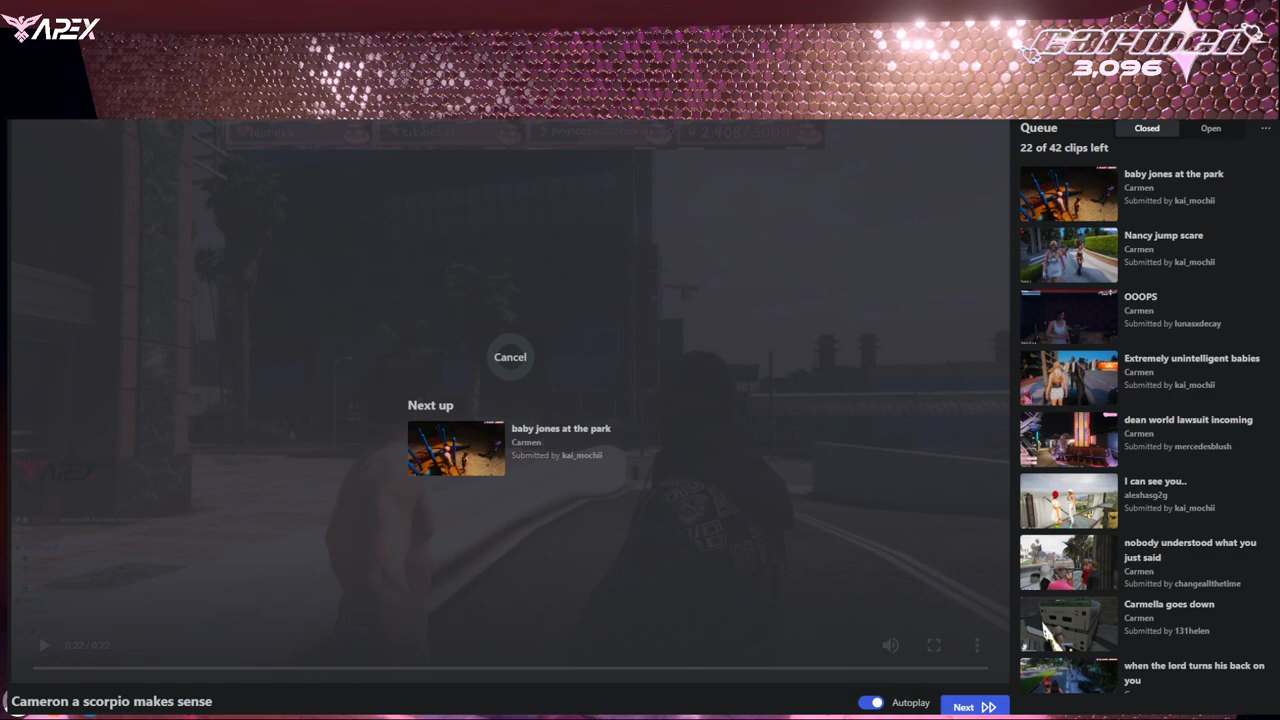 APEX
carmen
3,096
2,908/3000
Queue
Closed
Open
22 of 42 clips left
baby jones at the park
Carmen
Submitted by kai_mochii
Nancy jump scare
Carmen
Submitted by kai_mochii
OOOPS
Carmen
Submitted by lunasxdecay
Extremely unintelligent babies
Carmen
Submitted by kai_mochii
dean world lawsuit incoming
Carmen
Submitted by mercedesblush
I can see you..
alexhasg2g
Submitted by kai_mochii
nobody understood what you
just said
Carmen
Submitted by changeallthetime
Carmella goes down
Carmen
Submitted by 131helen
when the lord turns his back on
you
Cancel
Next up
baby jones at the park
Carmen
Submitted by kai_mochii
APEX
0:22 / 0:22
Cameron a scorpio makes sense
Autoplay
Next